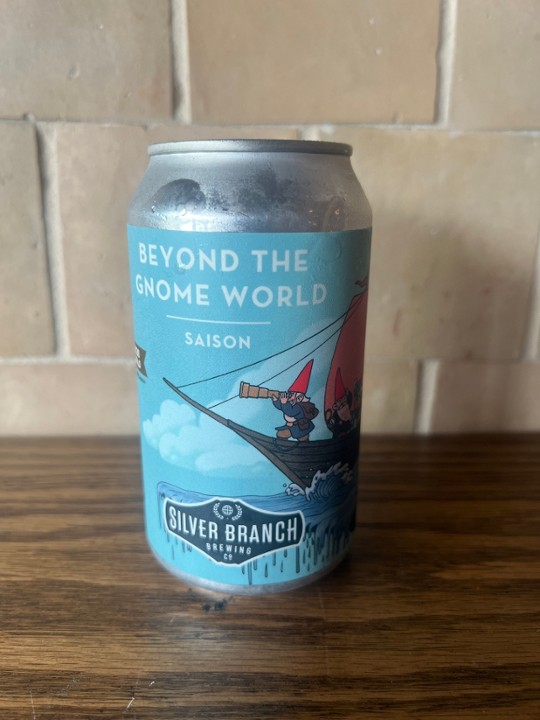 BEYOND THE
GNOME WORLD
SAISON
SILVER BRANCH
BREWING
CO